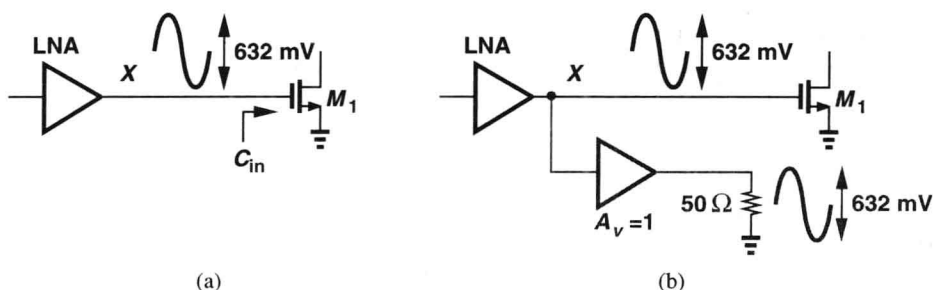 LNA
X
632 mV
M1
Cin
(a)
LNA
X
632 mV
M1
Av =1
50 Ω
632 mV
(b)